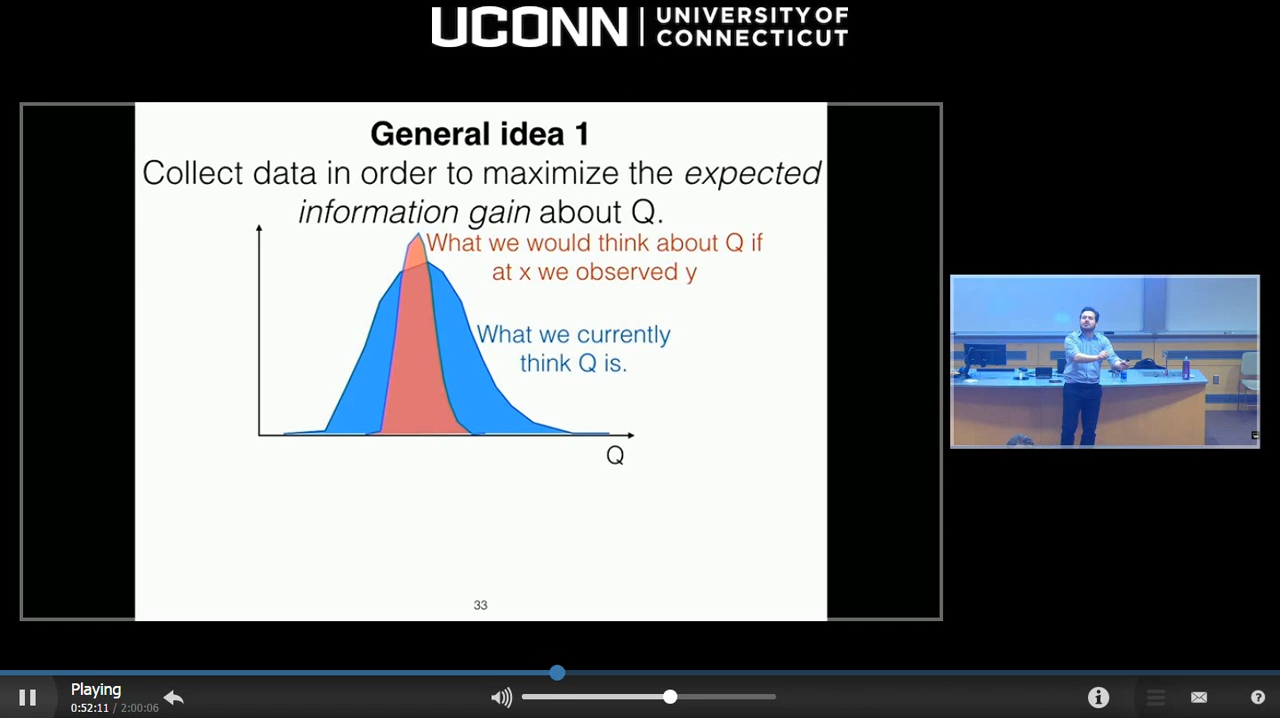 UCONN
UNIVERSITY OF
CONNECTICUT
General idea 1
Collect data in order to maximize the expected
information gain about Q.
What we would think about Q if
at x we observed y
What we currently
think Q is.
Q
33
Playing
0:52:11 / 2:00:06